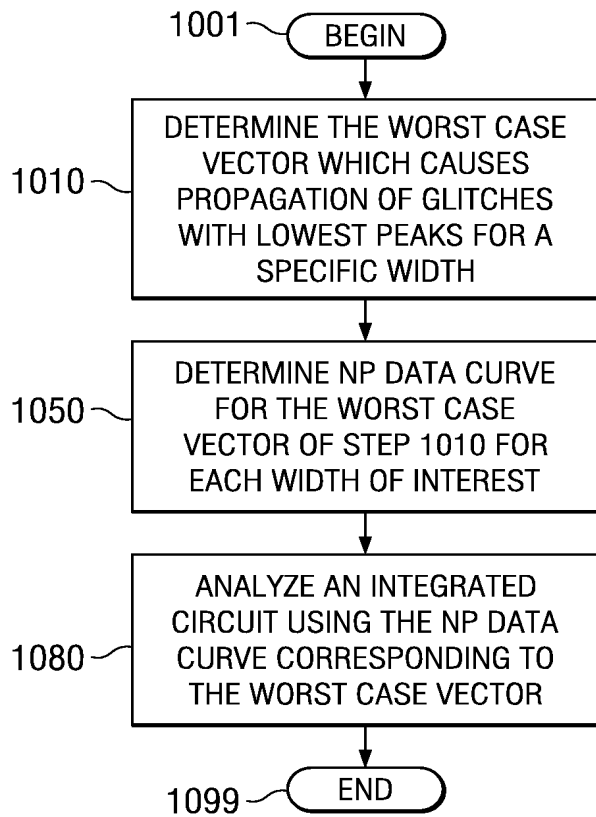 1001
BEGIN
1010
DETERMINE THE WORST CASE
VECTOR WHICH CAUSES
PROPAGATION OF GLITCHES
WITH LOWEST PEAKS FOR A
SPECIFIC WIDTH
1050
DETERMINE NP DATA CURVE
FOR THE WORST CASE
VECTOR OF STEP 1010 FOR
EACH WIDTH OF INTEREST
1080
ANALYZE AN INTEGRATED
CIRCUIT USING THE NP DATA
CURVE CORRESPONDING TO
THE WORST CASE VECTOR
1099
END